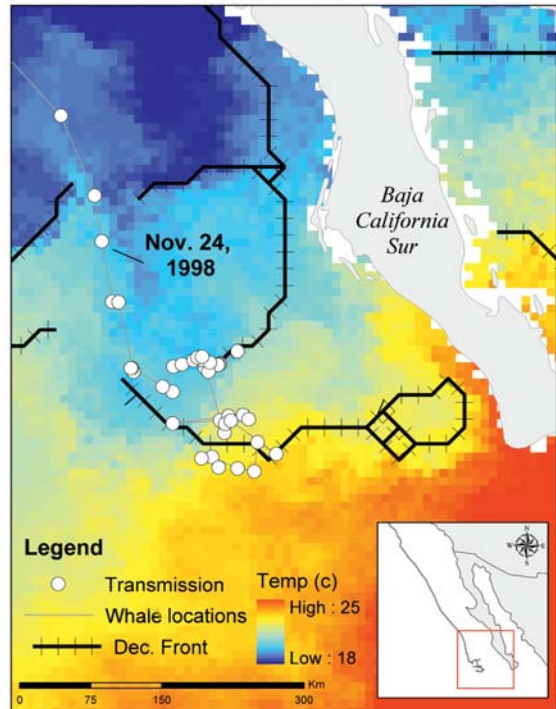 Baja
California
Sur
Nov. 24,
1998
Legend
Transmission
Whale locations
Dec. Front
Temp (c)
High : 25
Low : 18
Km
0 75 150 300
N
W E
S